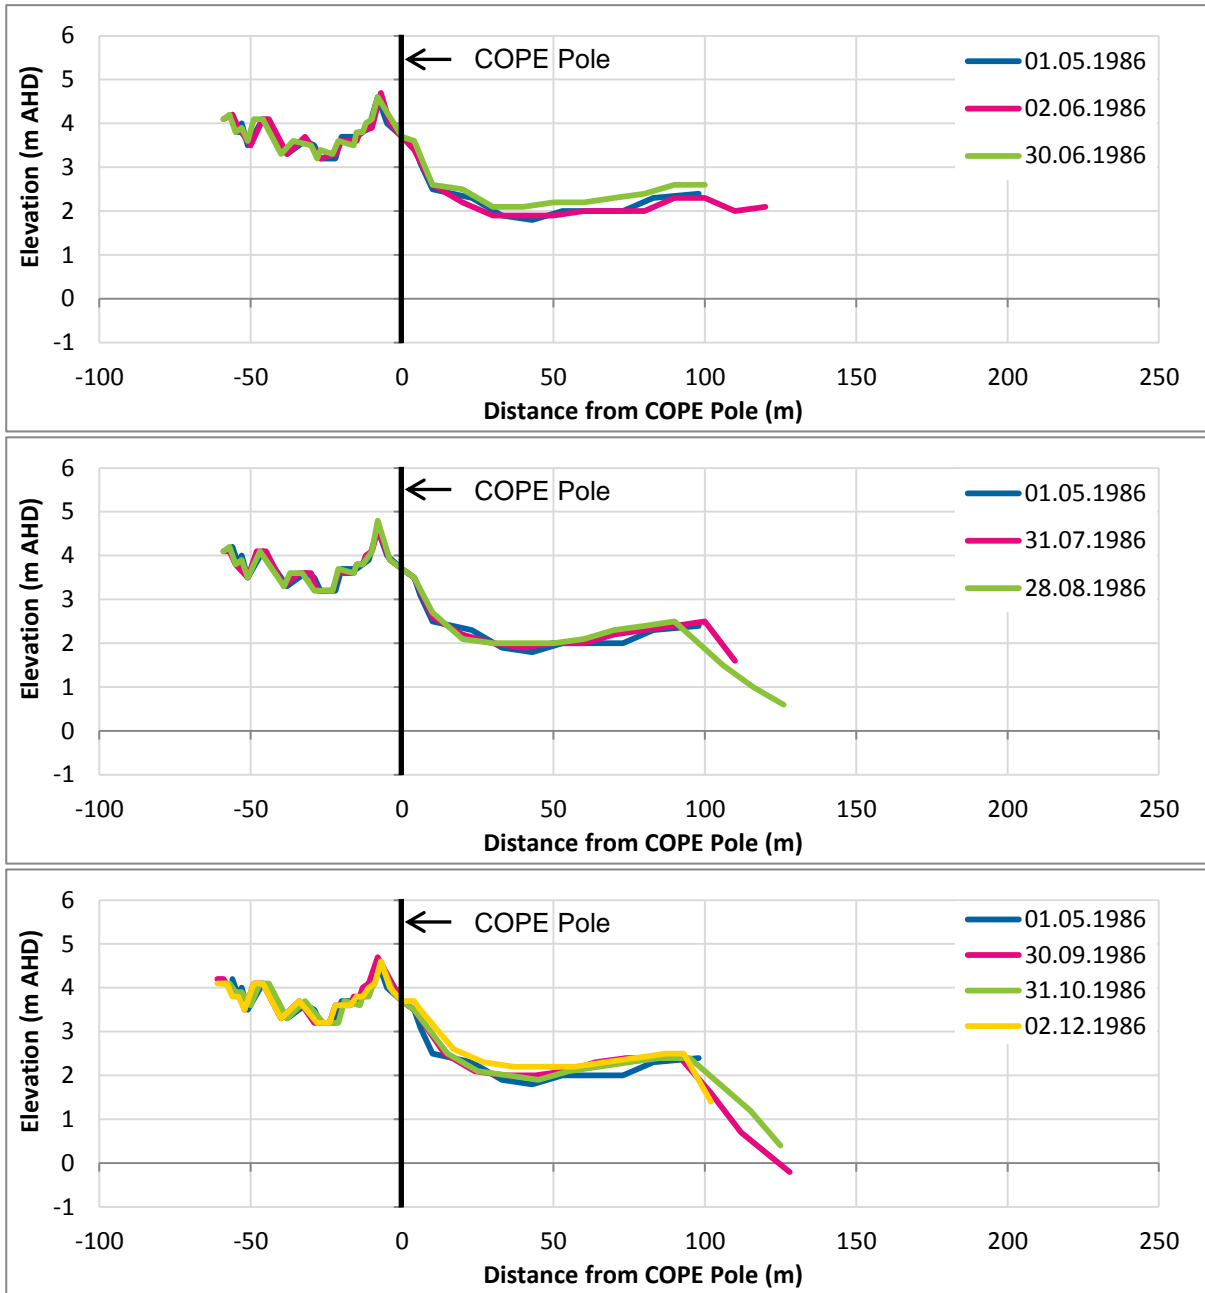 6
5
4
3
2
1
0
-1
Elevation (m AHD)
COPE Pole
01.05.1986
02.06.1986
30.06.1986
-100 -50 0 50 100 150 200 250
Distance from COPE Pole (m)
6
5
4
3
2
1
0
-1
Elevation (m AHD)
COPE Pole
01.05.1986
31.07.1986
28.08.1986
-100 -50 0 50 100 150 200 250
Distance from COPE Pole (m)
6
5
4
3
2
1
0
-1
Elevation (m AHD)
COPE Pole
01.05.1986
30.09.1986
31.10.1986
02.12.1986
-100 -50 0 50 100 150 200 250
Distance from COPE Pole (m)